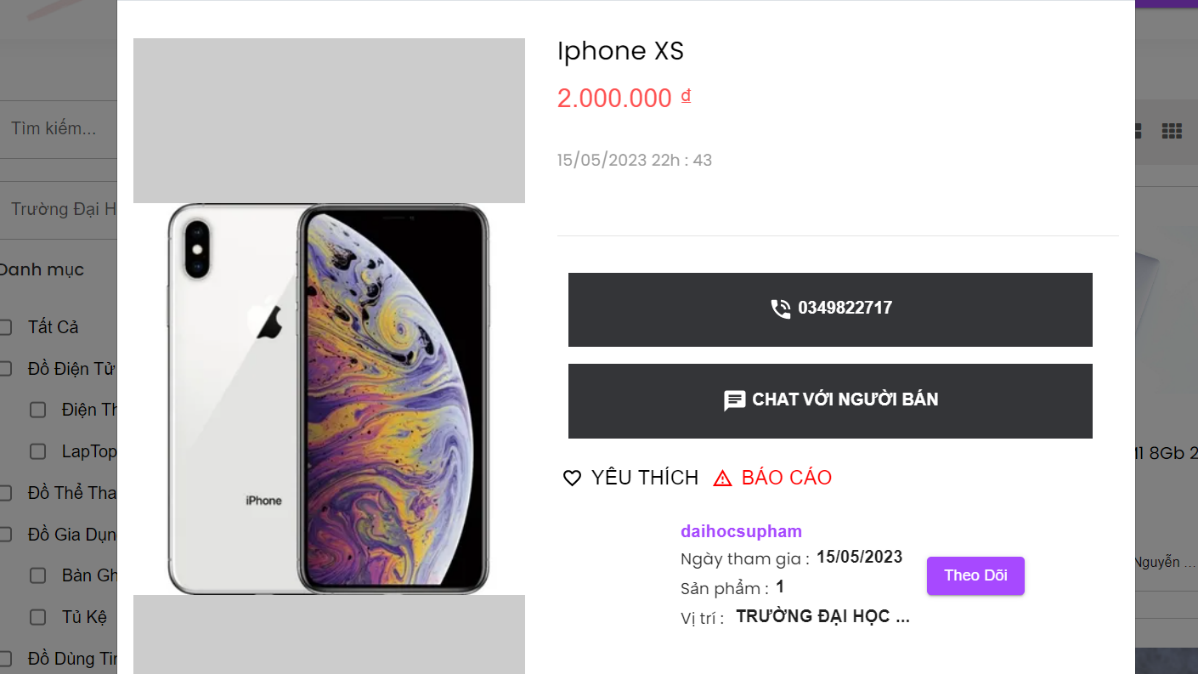 Iphone XS
2.000.000 ₫
15/05/2023 22h : 43
0349822717
CHAT VỚI NGƯỜI BÁN
YÊU THÍCH
BÁO CÁO
daihocsupham
Ngày tham gia : 15/05/2023
Sản phẩm : 1
Vị trí : TRƯỜNG ĐẠI HỌC ...
Theo Dõi
iPhone
Tìm kiếm...
Trường Đại H
Danh mục
Tất Cả
Đồ Điện Tử
Điện Th
LapTop
Đồ Thể Tha
Đồ Gia Dụn
Bàn Gh
Tủ Kệ
Đồ Dùng Tin
M1 8Gb 2
Nguyễn ...